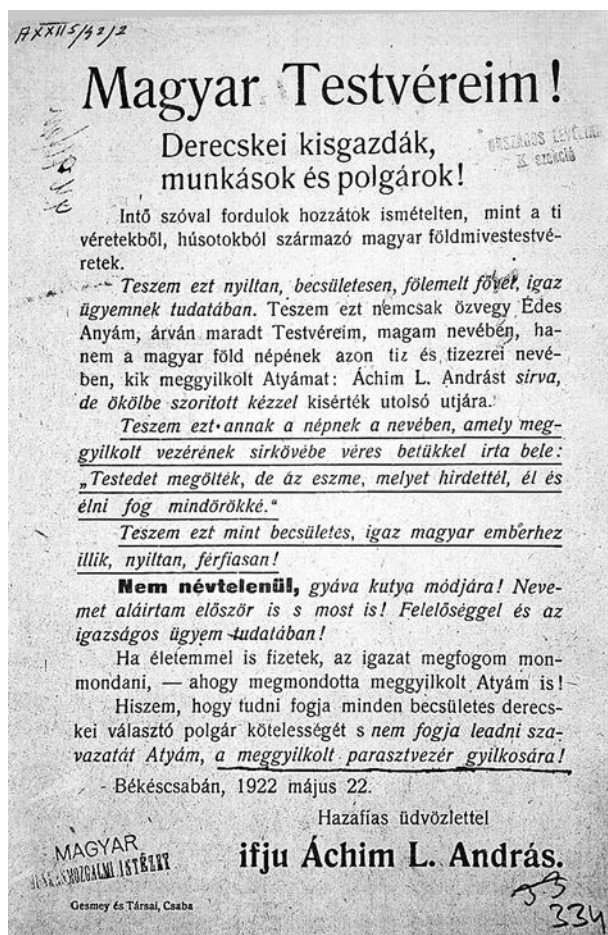 AXXII5/42/2
Magyar Testvéreim!
Derecskei kisgazdák,
munkások és polgárok!
ORSZÁGOS LEVÉLTÁR
K szekció
Intő szóval fordulok hozzátok ismételten, mint a ti
véretekből, húsotokból származó magyar földmivestestvé-
retek.
Teszem ezt nyiltan, becsületesen, fölemelt fővel, igaz
ügyemnek tudatában. Teszem ezt nemcsak özvegy Édes
Anyám, árván maradt Testvéreim, magam nevében, ha-
nem a magyar föld népének azon tiz és tizezrei nevé-
ben, kik meggyilkolt Atyámat: Áchim L. Andrást sirva,
de ökölbe szoritott kézzel kisérték utolsó utjára.
Teszem ezt annak a népnek a nevében, amely meg-
gyilkolt vezérének sirkövébe véres betükkel irta bele:
„Testedet megölték, de az eszme, melyet hirdettél, él és
élni fog mindörökké."
Teszem ezt mint becsületes, igaz magyar emberhez
illik, nyiltan, férfiasan!
Nem névtelenül, gyáva kutya módjára! Neve-
met aláirtam először is s most is! Felelőséggel és az
igazságos ügyem tudatában!
Ha életemmel is fizetek, az igazat megfogom mon-
mondani, — ahogy megmondotta meggyilkolt Atyám is!
Hiszem, hogy tudni fogja minden becsületes derecs-
kei választó polgár kötelességét s nem fogja leadni sza-
vazatát Atyám, a meggyilkolt parasztvezér gyilkosára!
Békéscsabán, 1922 május 22.
Hazafias üdvözlettel
ifju Áchim L. András.
MAGYAR
MUNKÁSMOZGALMI INTÉZET
Gesmey és Társai, Csaba
334